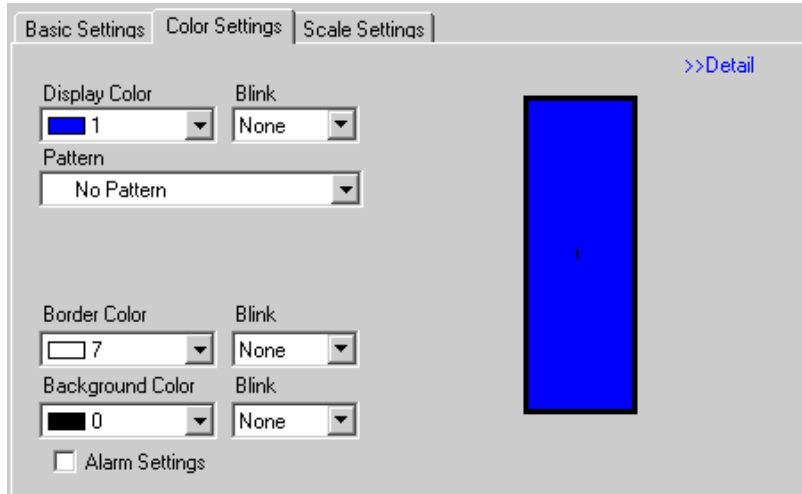 Basic Settings Color Settings Scale Settings
>>Detail
Display Color Blink
1 None
Pattern
No Pattern
1
Border Color Blink
7 None
Background Color Blink
0 None
Alarm Settings